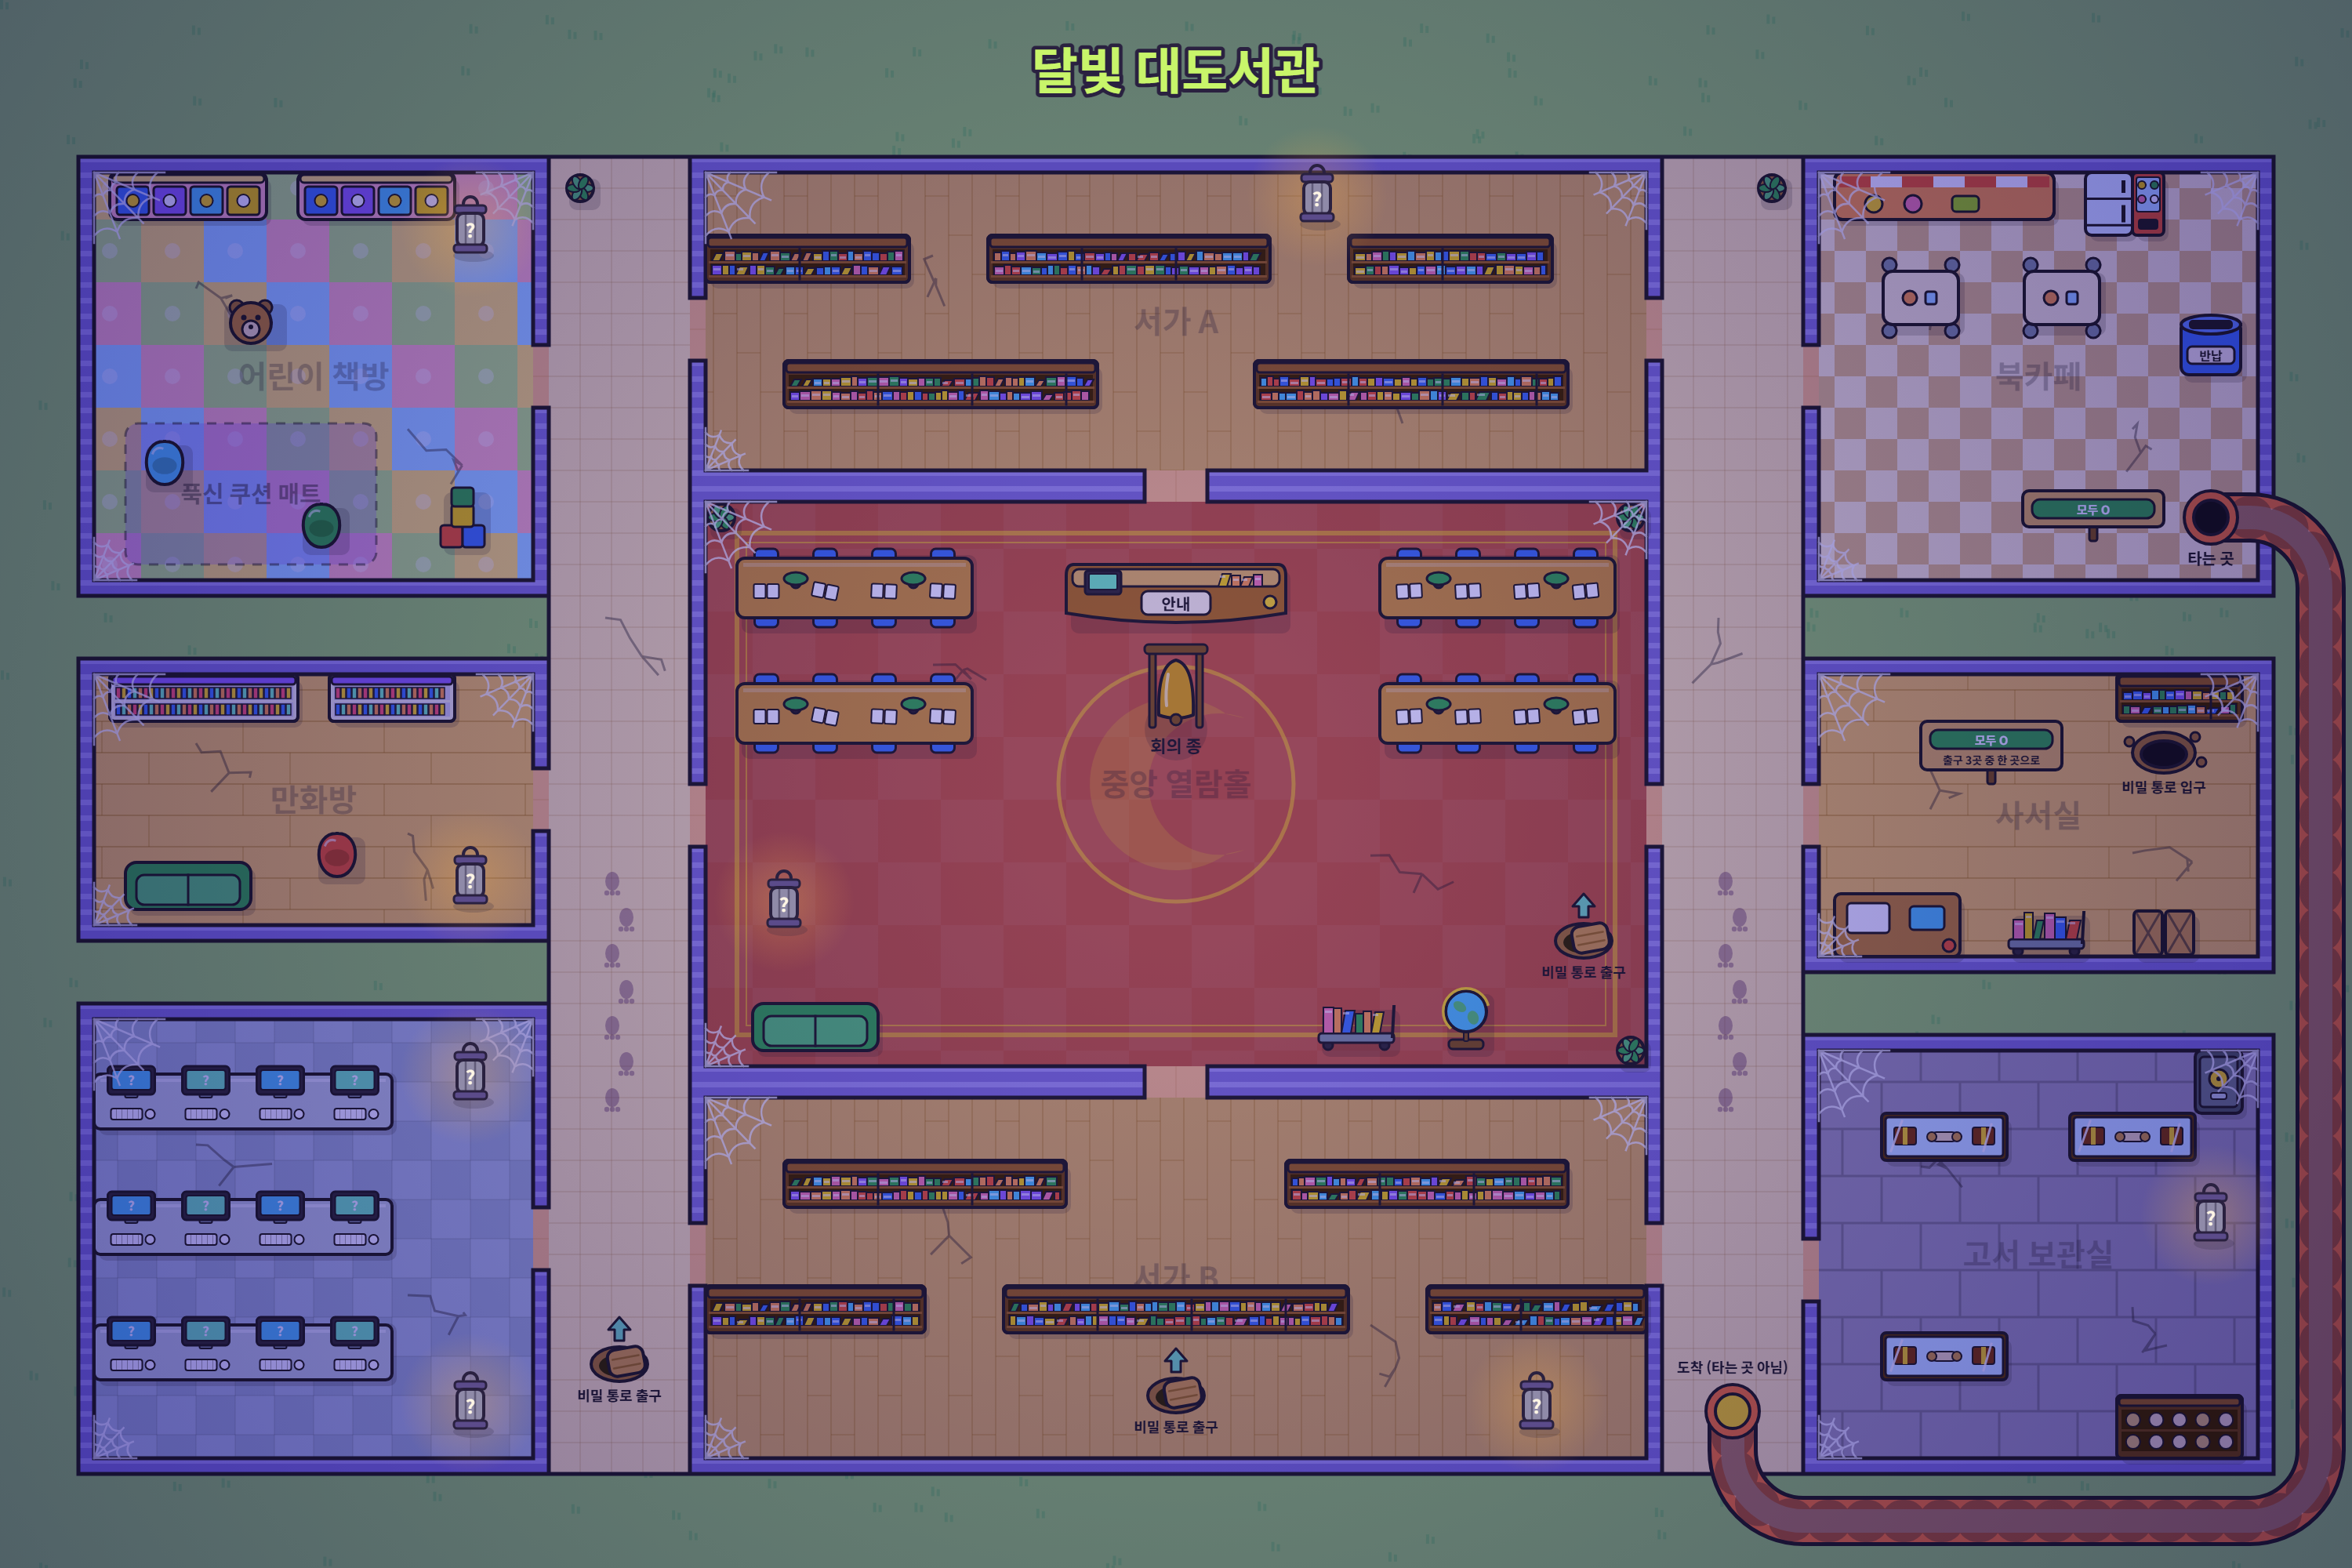 달빛 대도서관
?
?
서가 A
어린이 책방
북카페
반납
푹신 쿠션 매트
모두 O
타는 곳
안내
회의 종
중앙 열람홀
모두 O
출구 3곳 중 한 곳으로
비밀 통로 입구
만화방
사서실
?
?
비밀 통로 출구
?
? ? ? ?
? ? ? ?
?
고서 보관실
서가 B
? ? ? ?
도착 (타는 곳 아님)
비밀 통로 출구
?
?
비밀 통로 출구